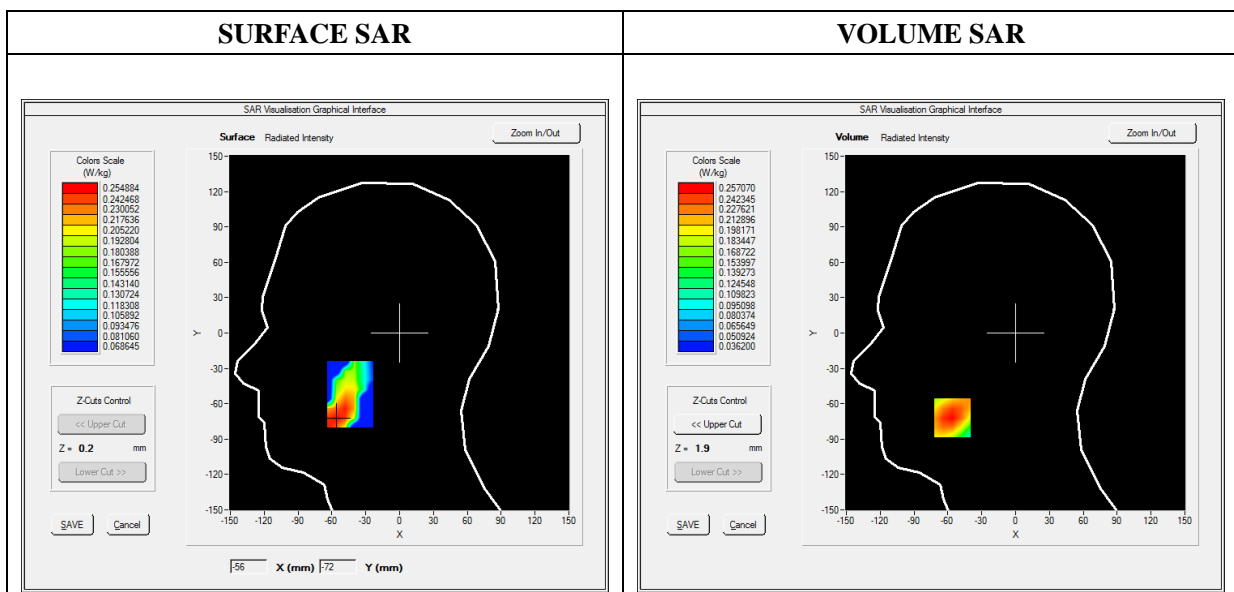 SURFACE SAR
VOLUME SAR
SAR Visualisation Graphical Interface
Surface Radiated Intensity
Zoom In/Out
Colors Scale
(W/kg)
0.254884
0.242468
0.230052
0.217636
0.205220
0.192804
0.180388
0.167972
0.155556
0.143140
0.130724
0.118308
0.105892
0.093476
0.081060
0.068645
Z-Cuts Control
<< Upper Cut
Z = 0.2 mm
Lower Cut >>
SAVE Cancel
150
120
90
60
30
0
-30
-60
-90
-120
-150
Y
-150 -120 -90 -60 -30 0 30 60 90 120 150
X
-56 X (mm) -72 Y (mm)
SAR Visualisation Graphical Interface
Volume Radiated Intensity
Zoom In/Out
Colors Scale
(W/kg)
0.257070
0.242345
0.227621
0.212896
0.198171
0.183447
0.168722
0.153997
0.139273
0.124548
0.109823
0.095098
0.080374
0.065649
0.050924
0.036200
Z-Cuts Control
<< Upper Cut
Z = 1.9 mm
Lower Cut >>
SAVE Cancel
150
120
90
60
30
0
-30
-60
-90
-120
-150
Y
-150 -120 -90 -60 -30 0 30 60 90 120 150
X